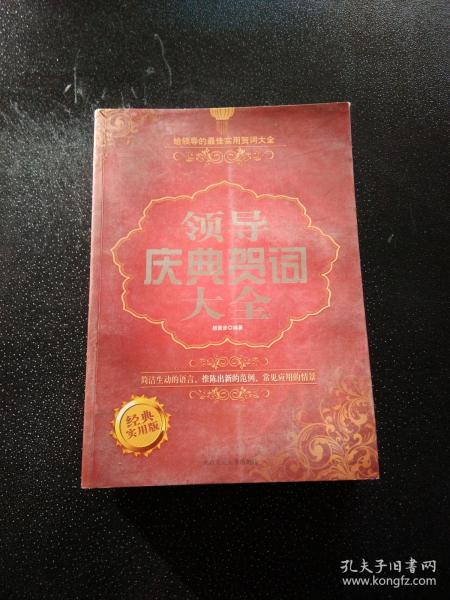 给领导的最佳实用贺词大全
领导
庆典贺词
大全
简洁生动的语言、推陈出新的范例、常见应用的情景
经典
实用版
孔夫子旧书网
www.kongfz.com